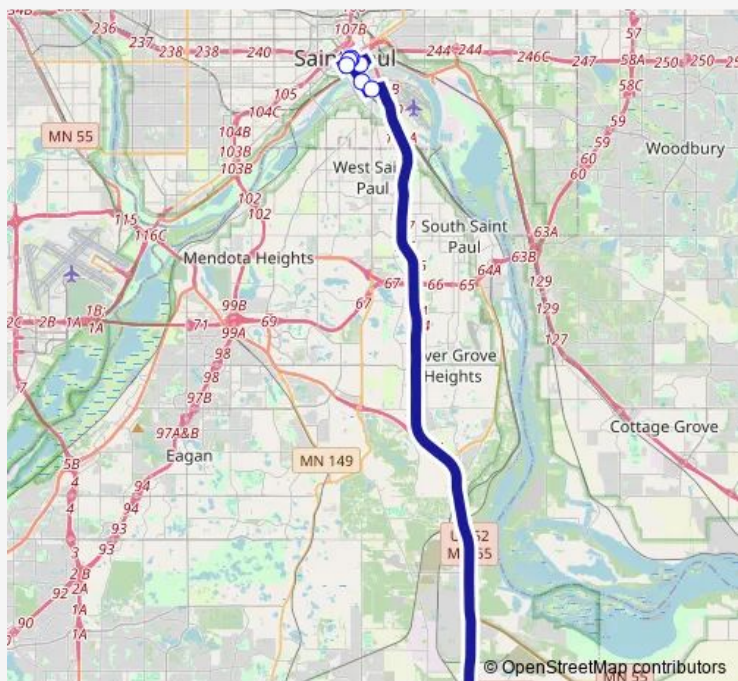 107B
236
237
238
238
240
244
244
246C
247
250
250
57
58A
58C
Saint Paul
105
104C
59
MN 55
104B
103B
103B
102
102
60
60
Woodbury
West Saint
Paul
115
116C
South Saint
Paul
63A
63B
64A
Mendota Heights
67
66
65
67
129
129
127
99B
99A
69
71
1B;
1A
2C
2B
1A
98
98
97B
7
Heights
97A&B
Cottage Grove
Eagan
MN 149
5B
4
4
94
94
93
93
3
2B
2A
92
1A
1A
90
20
MN 55
© OpenStreetMap contributors